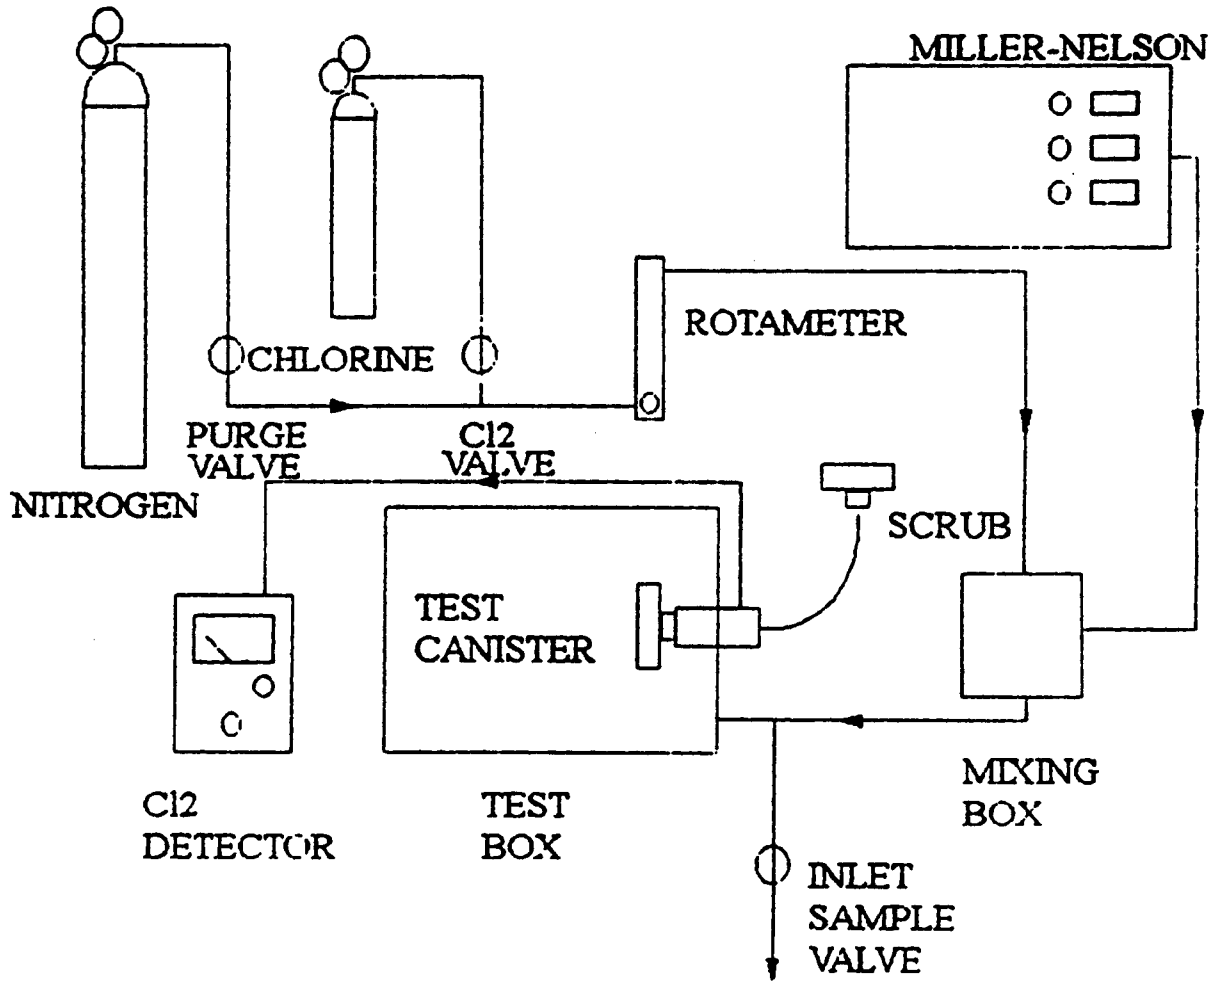 MILLER-NELSON
ROTAMETER
CHLORINE
PURGE
VALVE
Cl2
VALVE
NITROGEN
SCRUB
TEST
CANISTER
MIXING
BOX
Cl2
DETECTOR
TEST
BOX
INLET
SAMPLE
VALVE